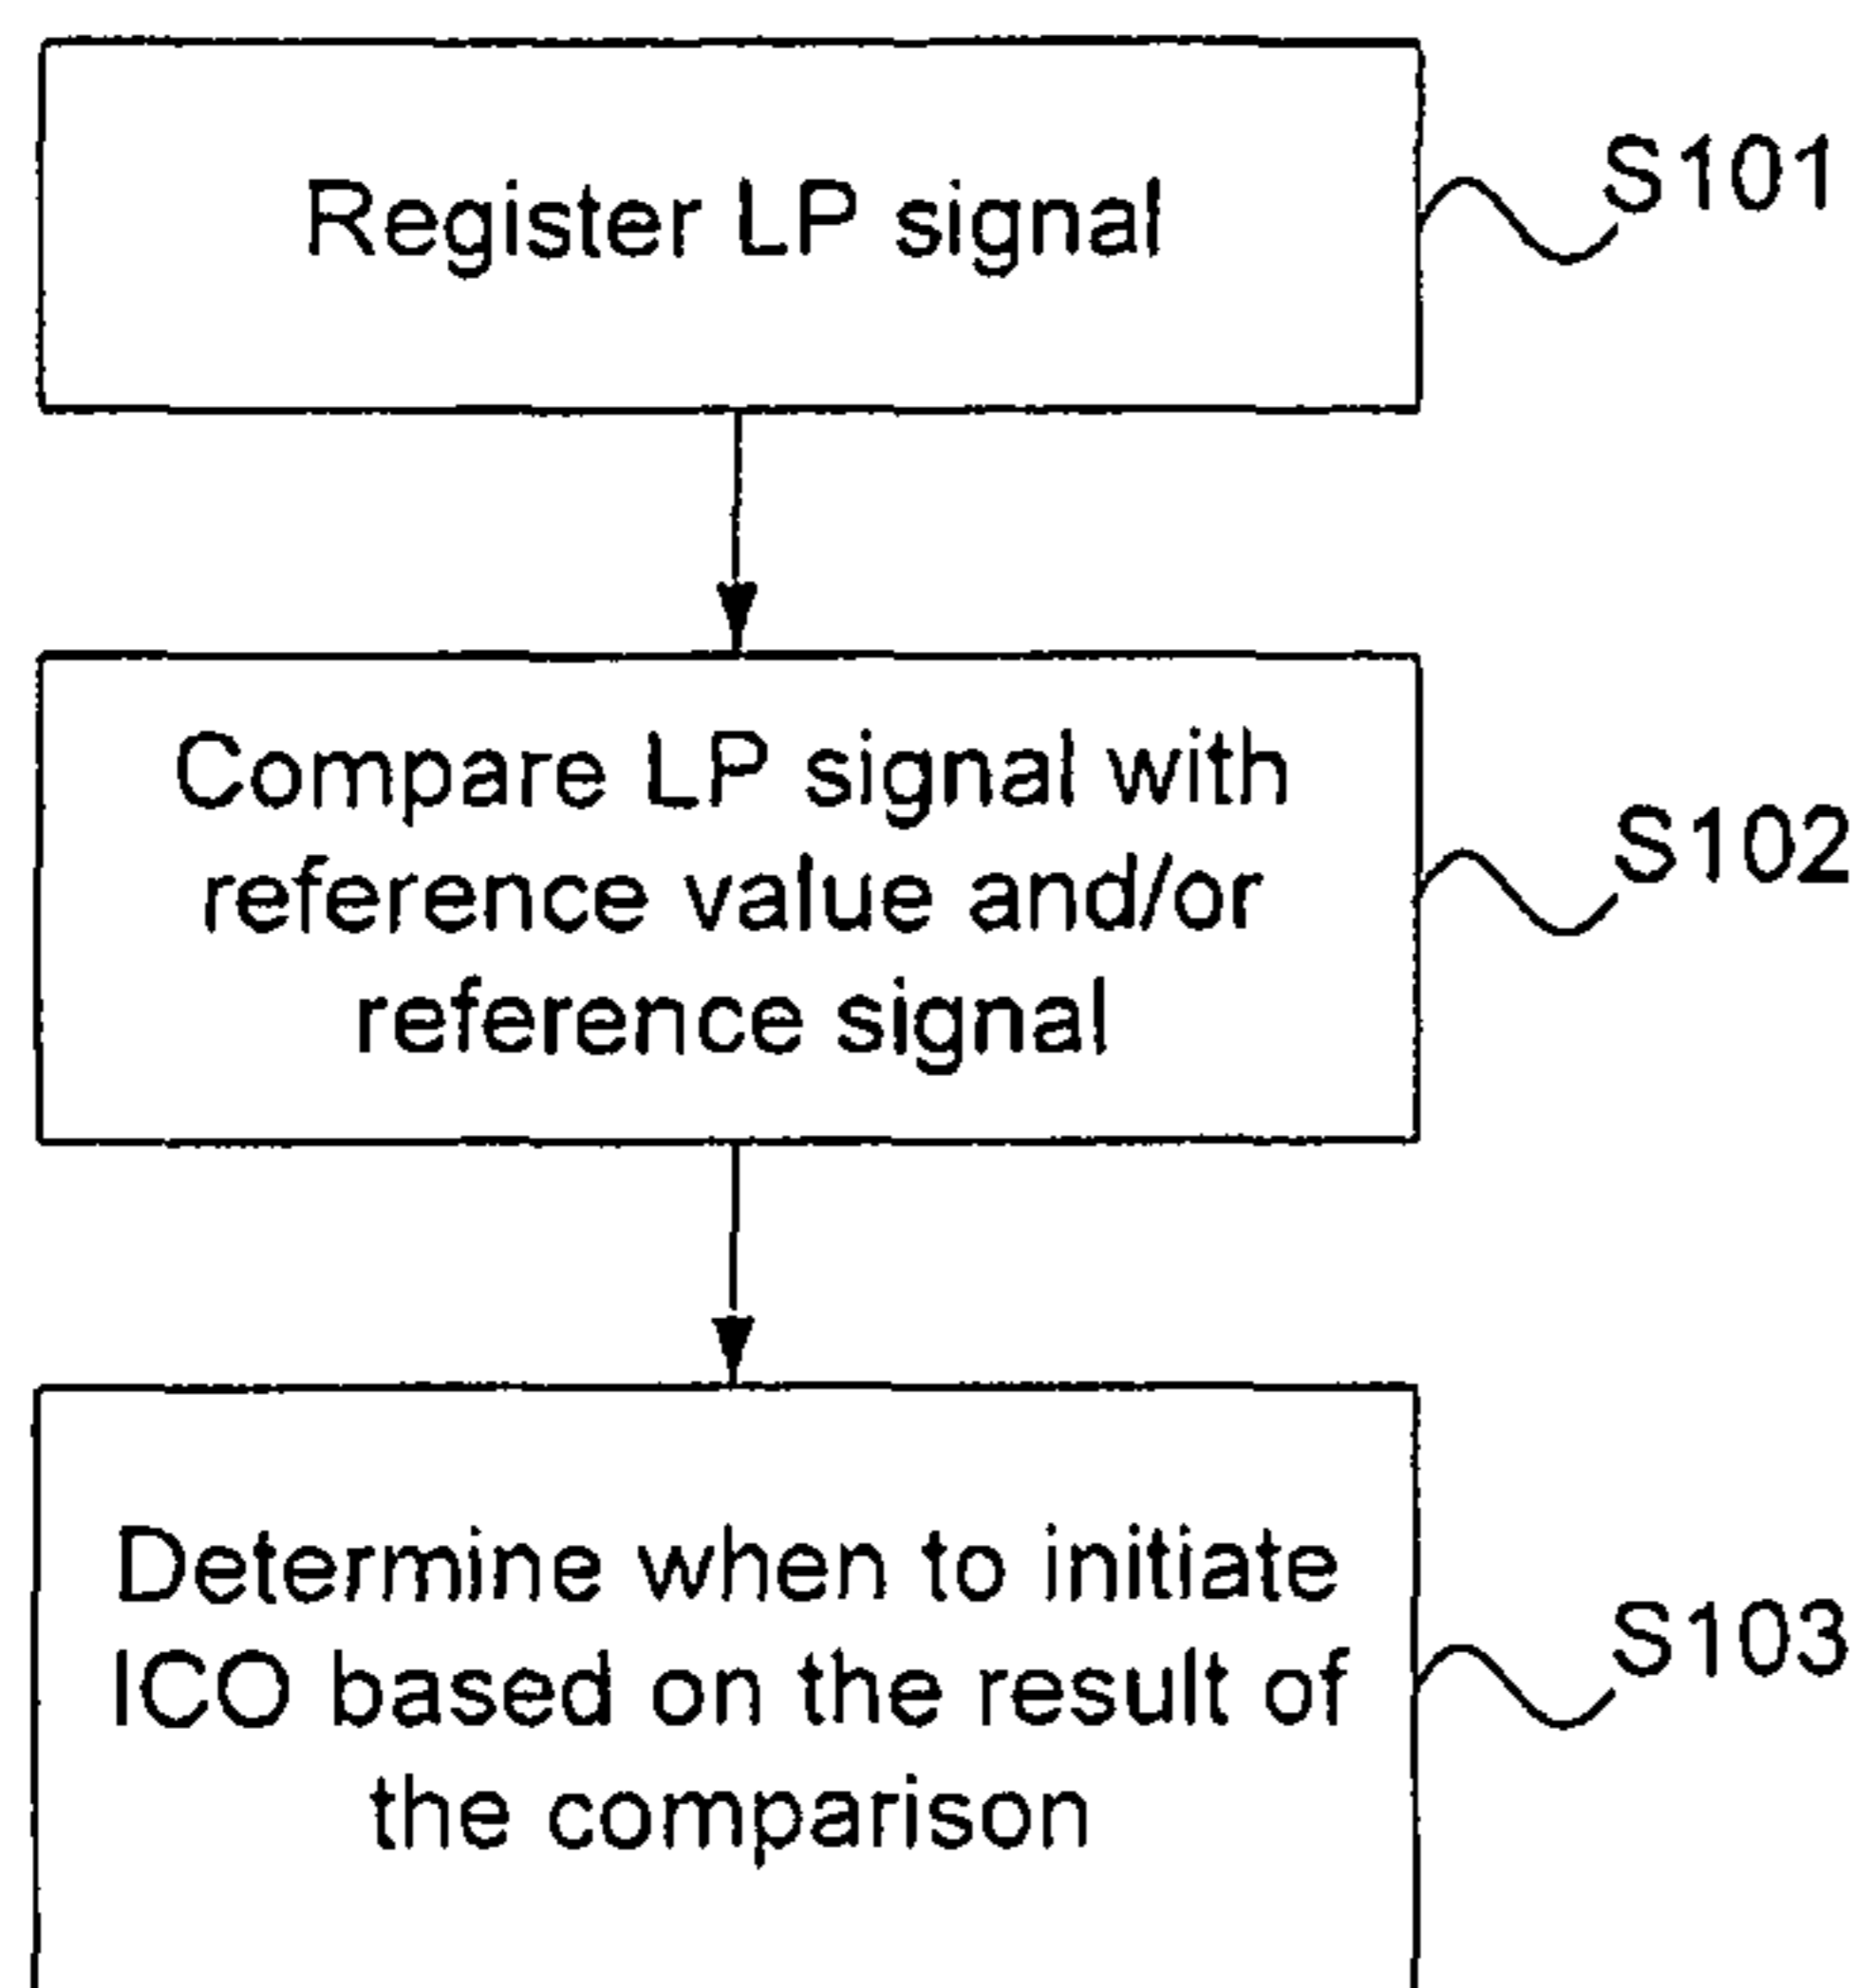 Register LP signal
S101
Compare LP signal with
reference value and/or
reference signal
S102
Determine when to initiate
ICO based on the result of
the comparison
S103